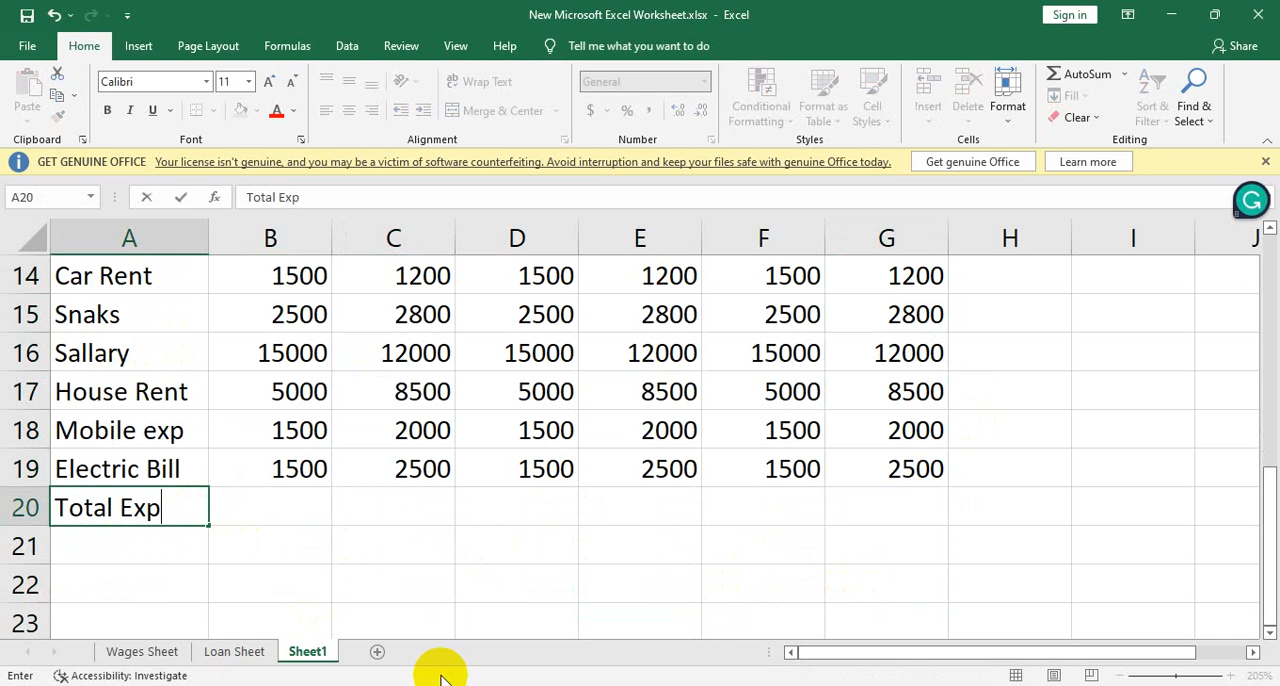 New Microsoft Excel Worksheet.xlsx - Excel
Sign in
File Home Insert Page Layout Formulas Data Review View Help Tell me what you want to do Share
Calibri 11 Wrap Text General AutoSum
Paste Conditional Format as Cell Insert Delete Format Fill Sort & Find &
B I U Merge & Center $ % , Formatting Table Styles Clear Filter Select
Clipboard Font Alignment Number Styles Cells Editing
GET GENUINE OFFICE Your license isn't genuine, and you may be a victim of software counterfeiting. Avoid interruption and keep your files safe with genuine Office today. Get genuine Office Learn more
A20 fx Total Exp
A B C D E F G H I J
14 Car Rent 1500 1200 1500 1200 1500 1200
15 Snaks 2500 2800 2500 2800 2500 2800
16 Sallary 15000 12000 15000 12000 15000 12000
17 House Rent 5000 8500 5000 8500 5000 8500
18 Mobile exp 1500 2000 1500 2000 1500 2000
19 Electric Bill 1500 2500 1500 2500 1500 2500
20 Total Exp
21
22
23
Wages Sheet Loan Sheet Sheet1
Enter Accessibility: Investigate 205%